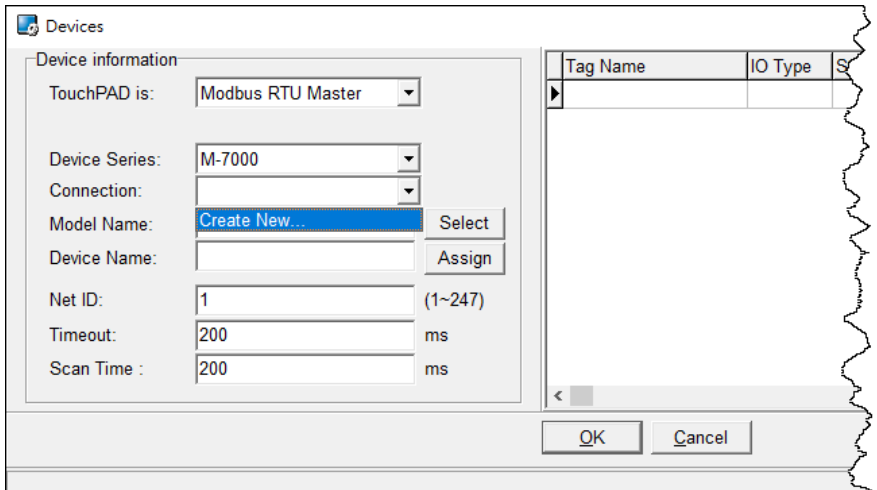 Devices
Device information
TouchPAD is: Modbus RTU Master
Device Series: M-7000
Connection:
Create New...
Model Name: Select
Device Name: Assign
Net ID: 1 (1~247)
Timeout: 200 ms
Scan Time : 200 ms
Tag Name IO Type
OK Cancel